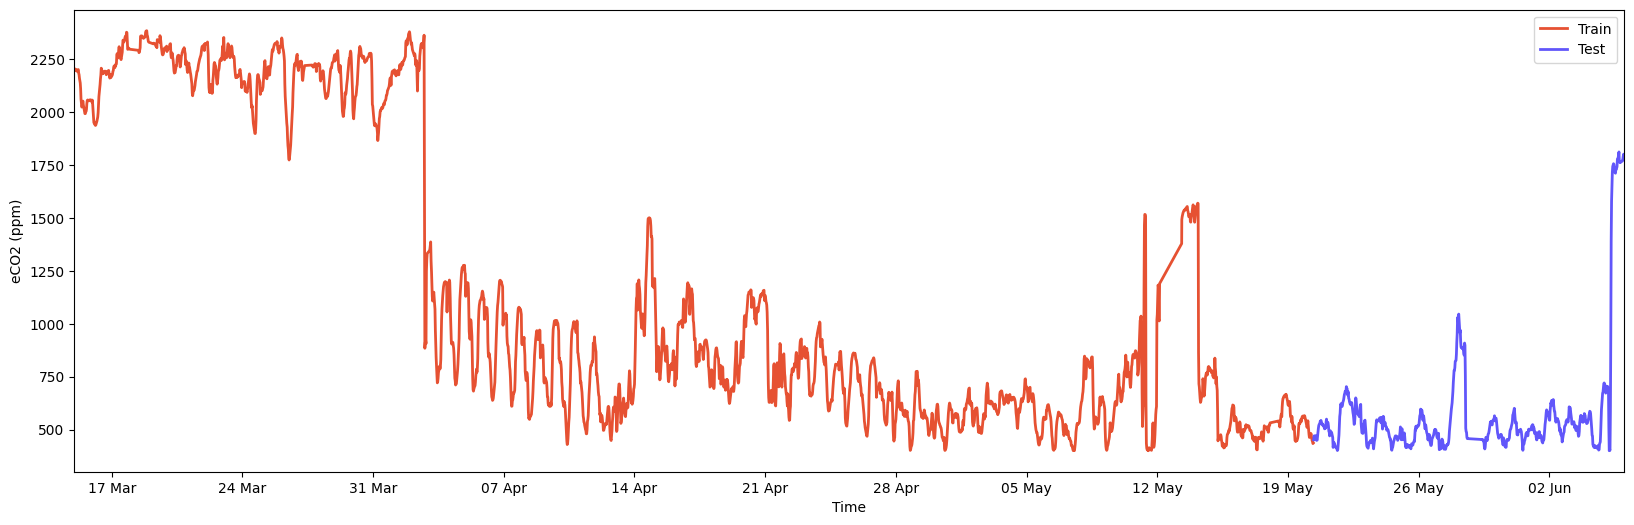 Train
Test
eCO2 (ppm)
2250
2000
1750
1500
1250
1000
750
500
17 Mar
24 Mar
31 Mar
07 Apr
14 Apr
21 Apr
28 Apr
05 May
12 May
19 May
26 May
02 Jun
Time